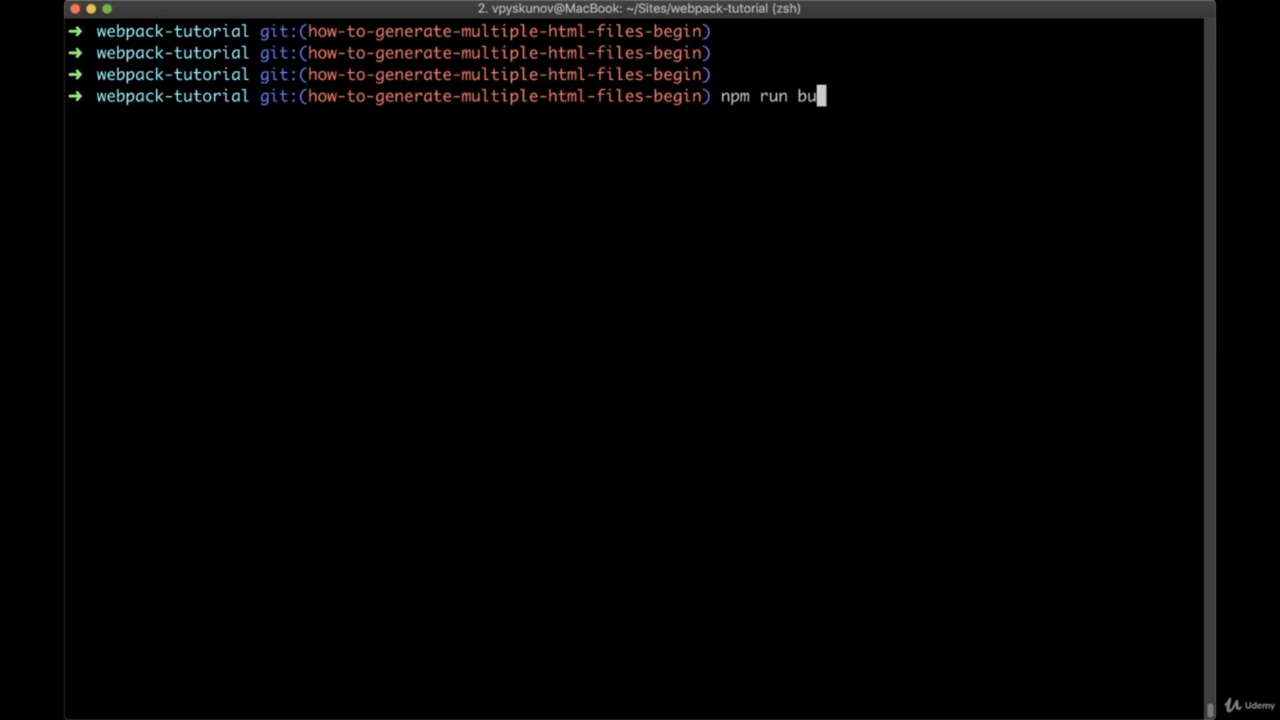 2. vpyskunov@MacBook: ~/Sites/webpack-tutorial (zsh)
➜ webpack-tutorial git:(how-to-generate-multiple-html-files-begin)
➜ webpack-tutorial git:(how-to-generate-multiple-html-files-begin)
➜ webpack-tutorial git:(how-to-generate-multiple-html-files-begin)
➜ webpack-tutorial git:(how-to-generate-multiple-html-files-begin) npm run bu
Udemy